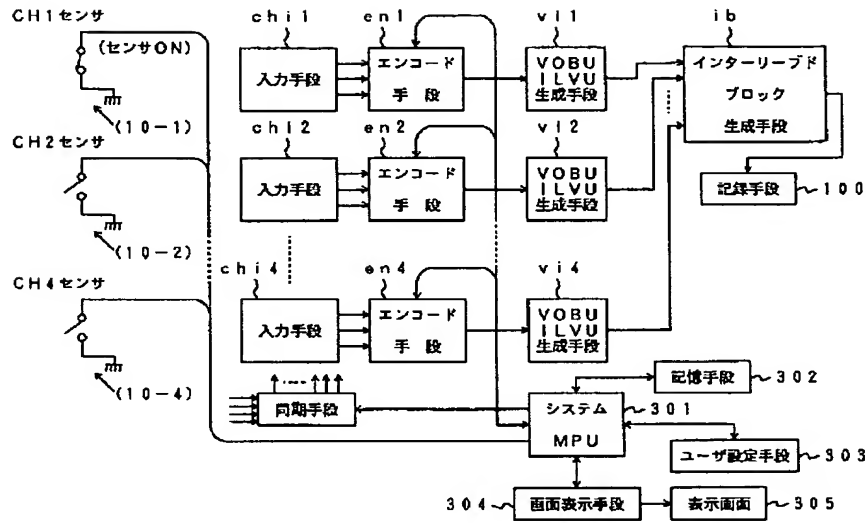 CH1センサ
(センサON)
(10-1)
CH2センサ
(10-2)
CH4センサ
(10-4)
chi1
入力手段
en1
エンコード
手段
vi1
VOBU
ILVU
生成手段
ib
インターリーブド
ブロック
生成手段
記録手段
100
chi2
入力手段
en2
エンコード
手段
vi2
VOBU
ILVU
生成手段
chi4
入力手段
en4
エンコード
手段
vi4
VOBU
ILVU
生成手段
同期手段
システム
MPU
301
記憶手段
302
ユーザ設定手段
303
304
画面表示手段
表示画面
305